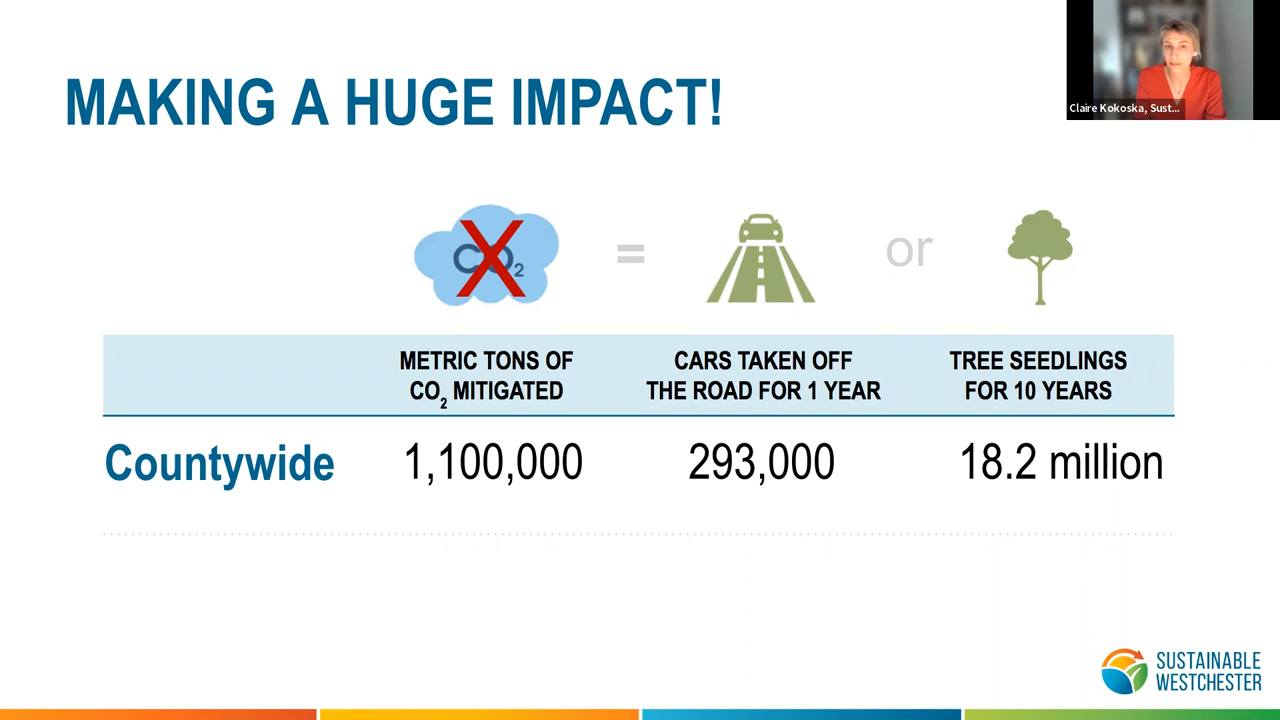 MAKING A HUGE IMPACT!
Claire Kokoska, Sust...
CO2
=
or
METRIC TONS OF
CO2 MITIGATED
CARS TAKEN OFF
THE ROAD FOR 1 YEAR
TREE SEEDLINGS
FOR 10 YEARS
Countywide
1,100,000
293,000
18.2 million
SUSTAINABLE
WESTCHESTER